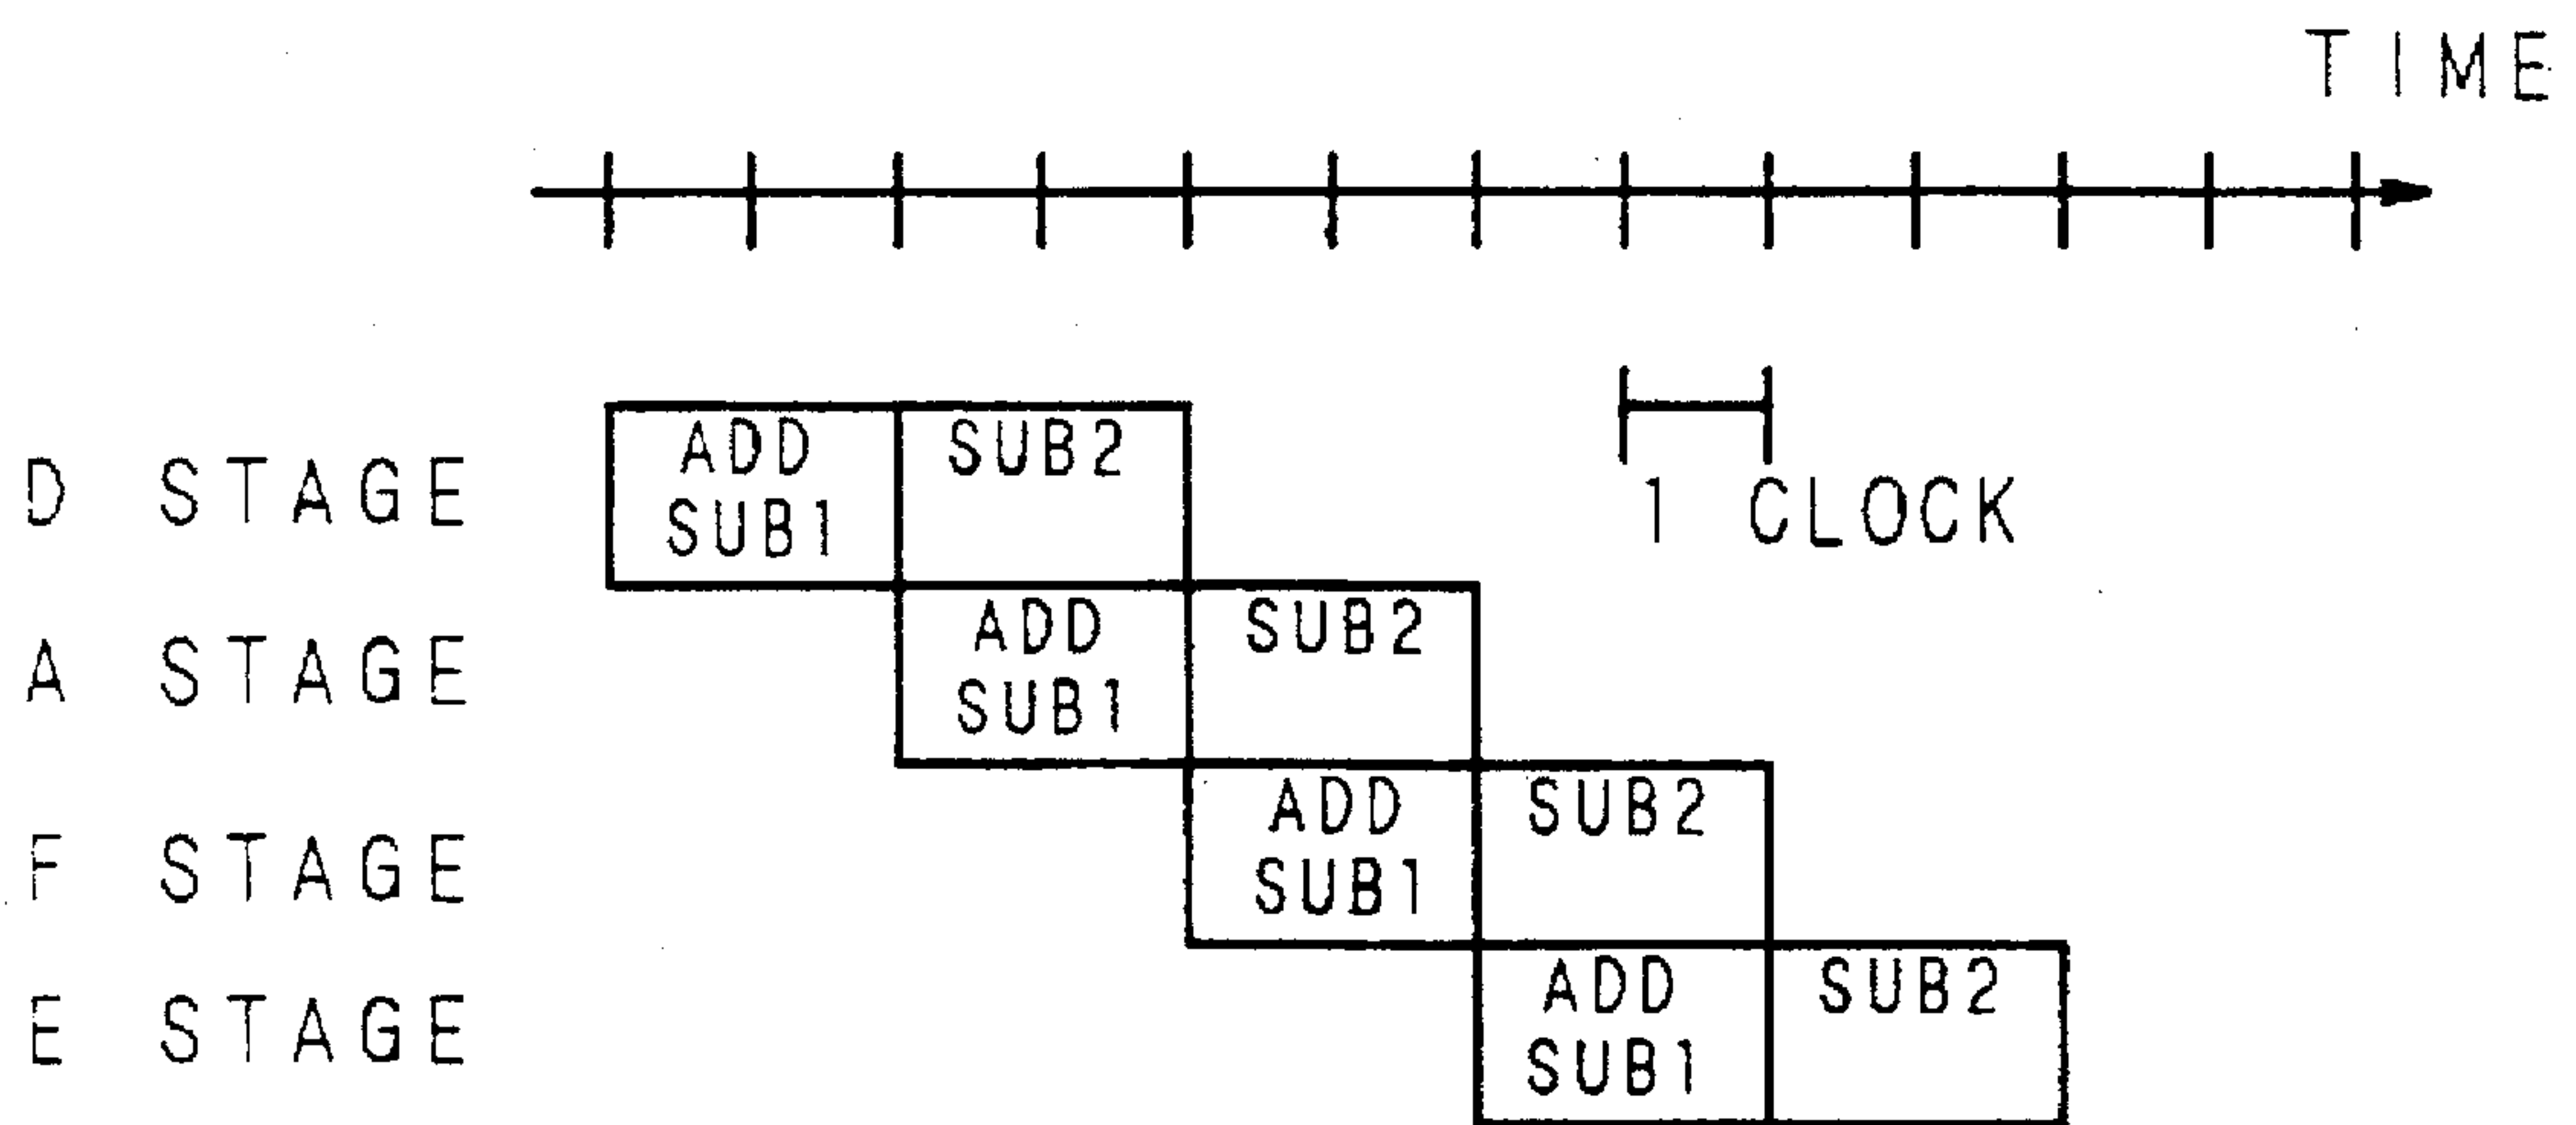 TIME
1 CLOCK
D STAGE
ADD
SUB1
SUB2
A STAGE
ADD
SUB1
SUB2
F STAGE
ADD
SUB1
SUB2
E STAGE
ADD
SUB1
SUB2